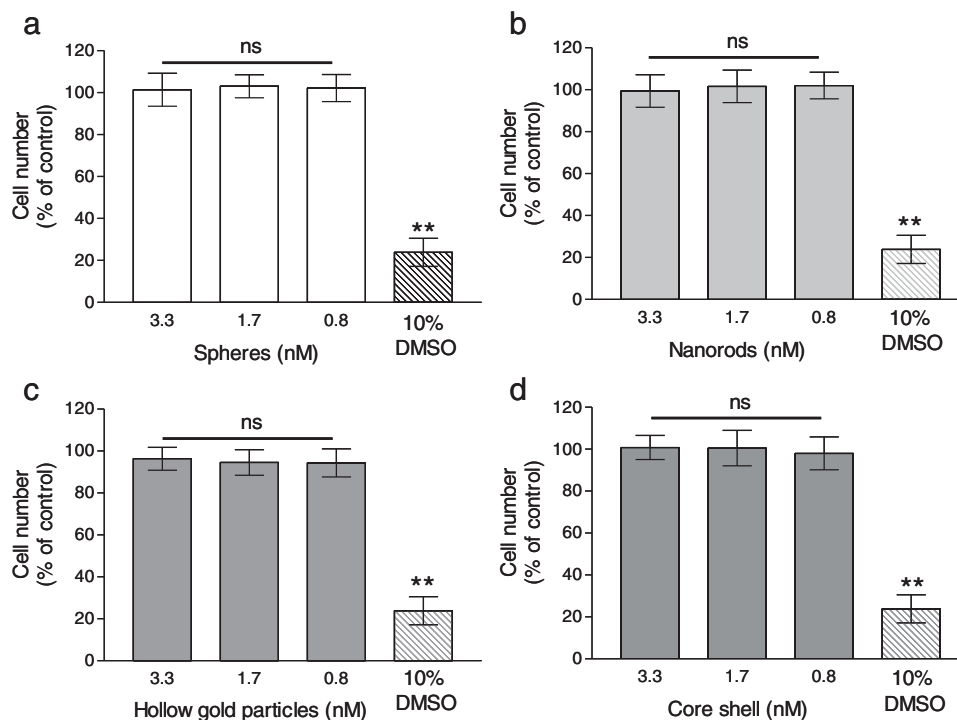 a
ns
120
100
80
60
40
20
0
Cell number
(% of control)
**
3.3 1.7 0.8 10%
DMSO
Spheres (nM)
b
ns
120
100
80
60
40
20
0
Cell number
(% of control)
**
3.3 1.7 0.8 10%
DMSO
Nanorods (nM)
c
ns
120
100
80
60
40
20
0
Cell number
(% of control)
**
3.3 1.7 0.8 10%
DMSO
Hollow gold particles (nM)
d
ns
120
100
80
60
40
20
0
Cell number
(% of control)
**
3.3 1.7 0.8 10%
DMSO
Core shell (nM)